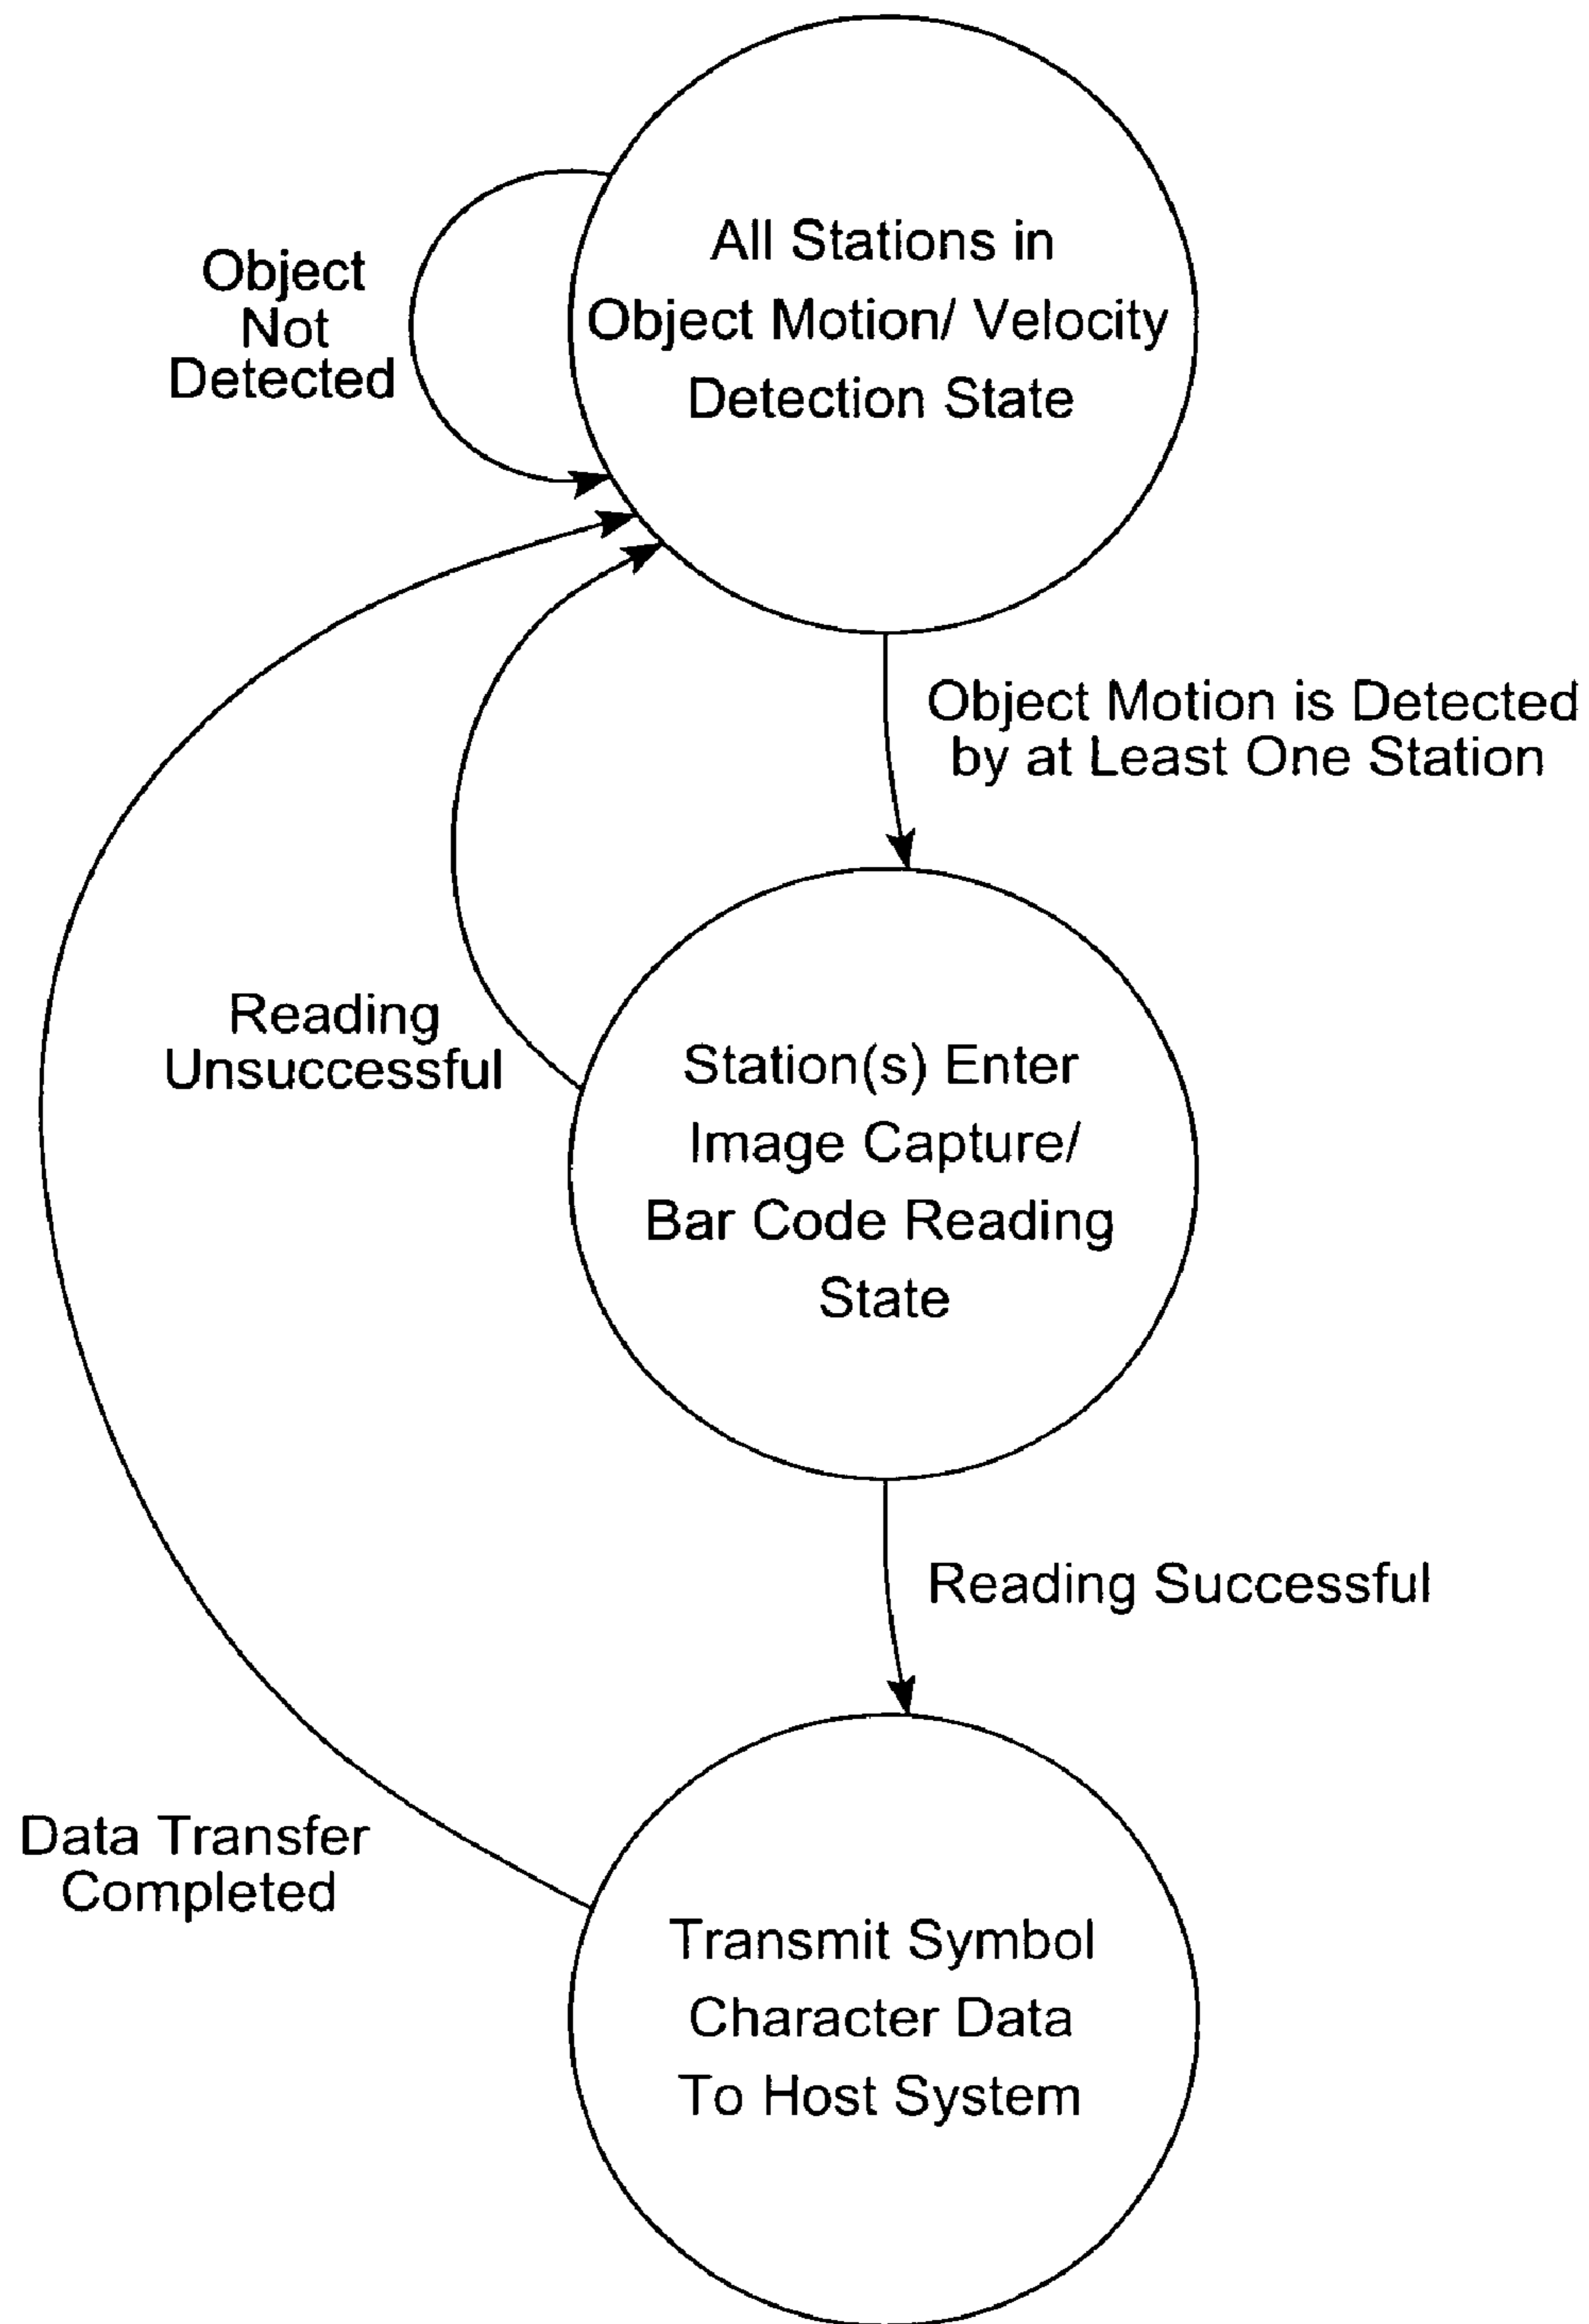 All Stations in
Object Motion/ Velocity
Detection State
Object
Not
Detected
Object Motion is Detected
by at Least One Station
Reading
Unsuccessful
Station(s) Enter
Image Capture/
Bar Code Reading
State
Reading Successful
Data Transfer
Completed
Transmit Symbol
Character Data
To Host System